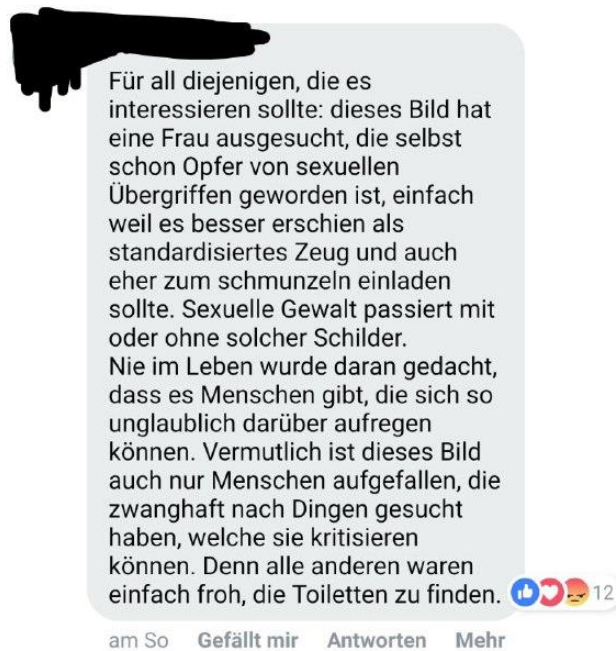 Für all diejenigen, die es
interessieren sollte: dieses Bild hat
eine Frau ausgesucht, die selbst
schon Opfer von sexuellen
Übergriffen geworden ist, einfach
weil es besser erschien als
standardisiertes Zeug und auch
eher zum schmunzeln einladen
sollte. Sexuelle Gewalt passiert mit
oder ohne solcher Schilder.
Nie im Leben wurde daran gedacht,
dass es Menschen gibt, die sich so
unglaublich darüber aufregen
können. Vermutlich ist dieses Bild
auch nur Menschen aufgefallen, die
zwanghaft nach Dingen gesucht
haben, welche sie kritisieren
können. Denn alle anderen waren
einfach froh, die Toiletten zu finden. 12
am So Gefällt mir Antworten Mehr